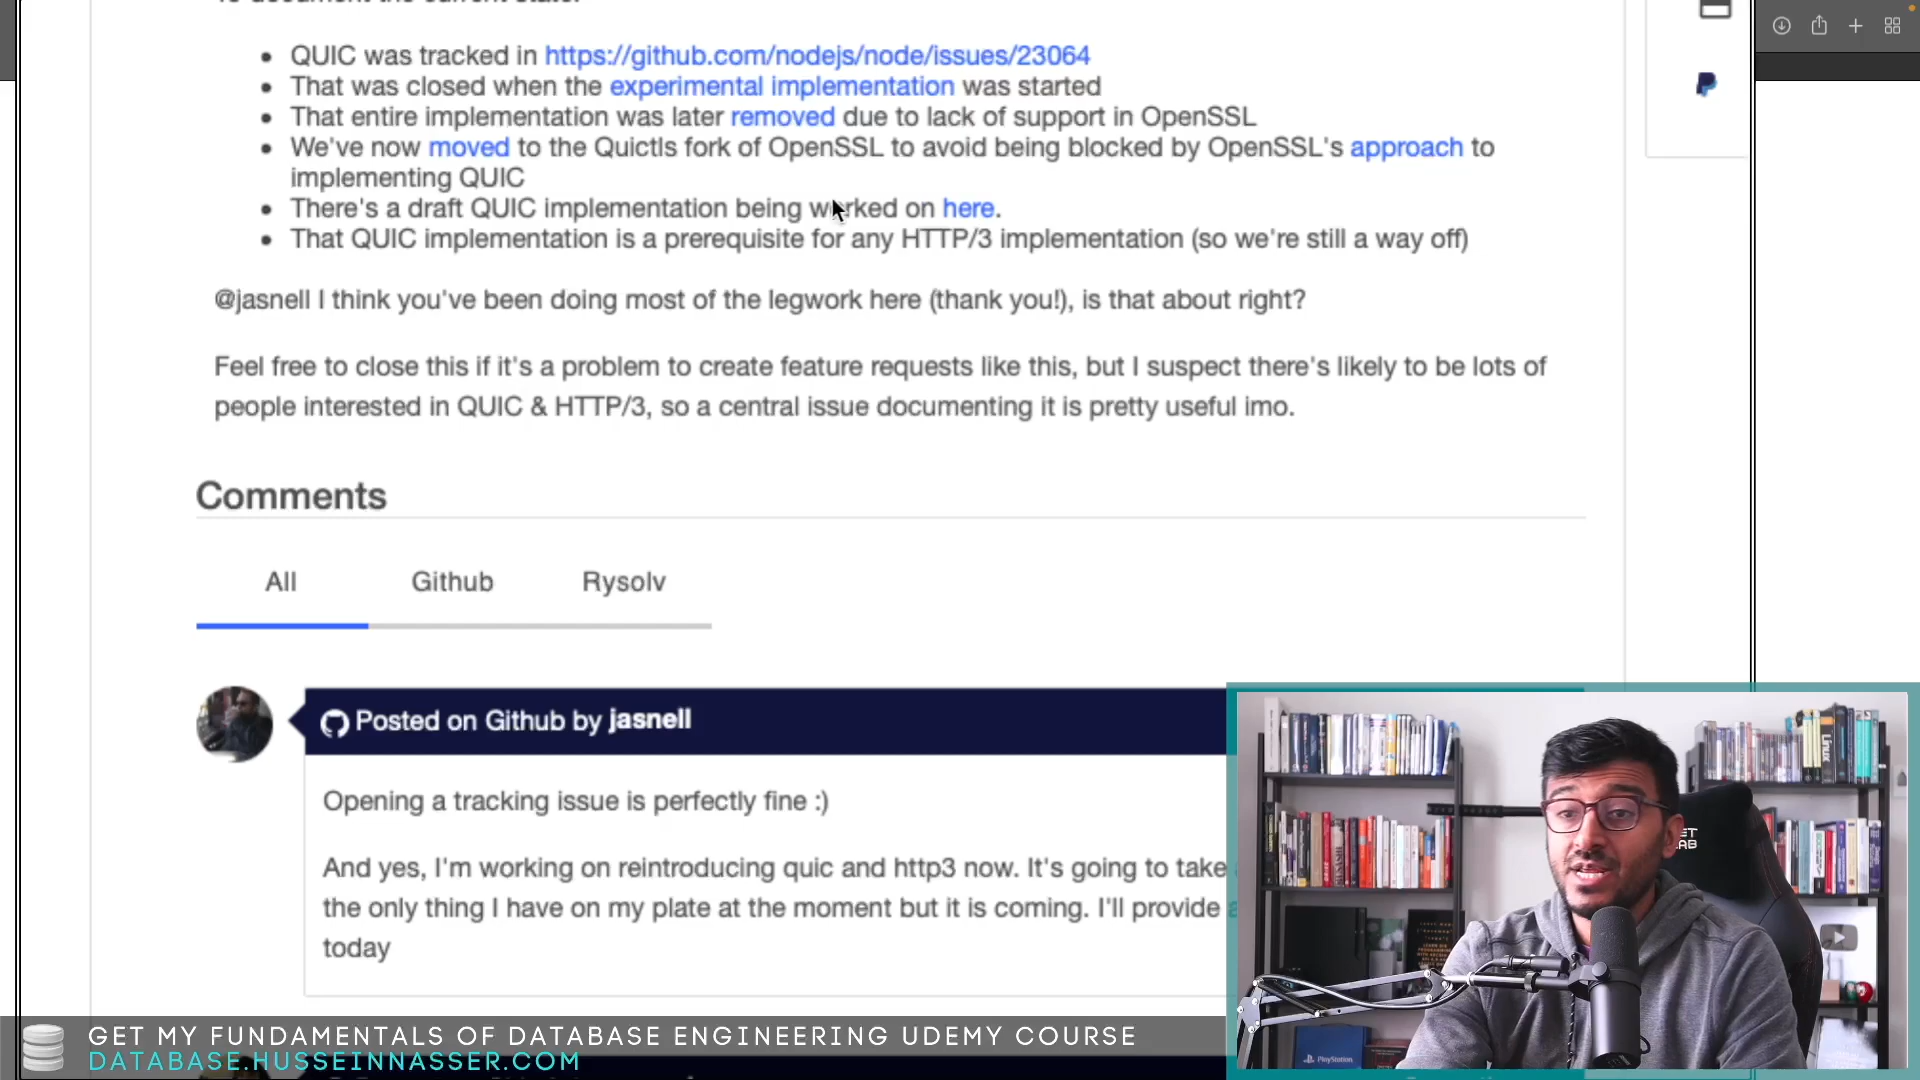 QUIC was tracked in https://github.com/nodejs/node/issues/23064
That was closed when the experimental implementation was started
That entire implementation was later removed due to lack of support in OpenSSL
We've now moved to the Quictls fork of OpenSSL to avoid being blocked by OpenSSL's approach to
implementing QUIC
There's a draft QUIC implementation being worked on here.
That QUIC implementation is a prerequisite for any HTTP/3 implementation (so we're still a way off)
@jasnell I think you've been doing most of the legwork here (thank you!), is that about right?
Feel free to close this if it's a problem to create feature requests like this, but I suspect there's likely to be lots of
people interested in QUIC & HTTP/3, so a central issue documenting it is pretty useful imo.
Comments
All Github Rysolv
Posted on Github by jasnell
Opening a tracking issue is perfectly fine :)
And yes, I'm working on reintroducing quic and http3 now. It's going to take
the only thing I have on my plate at the moment but it is coming. I'll provide
today
Linux
PlayStation
GET MY FUNDAMENTALS OF DATABASE ENGINEERING UDEMY COURSE
DATABASE.HUSSEINNASSER.COM